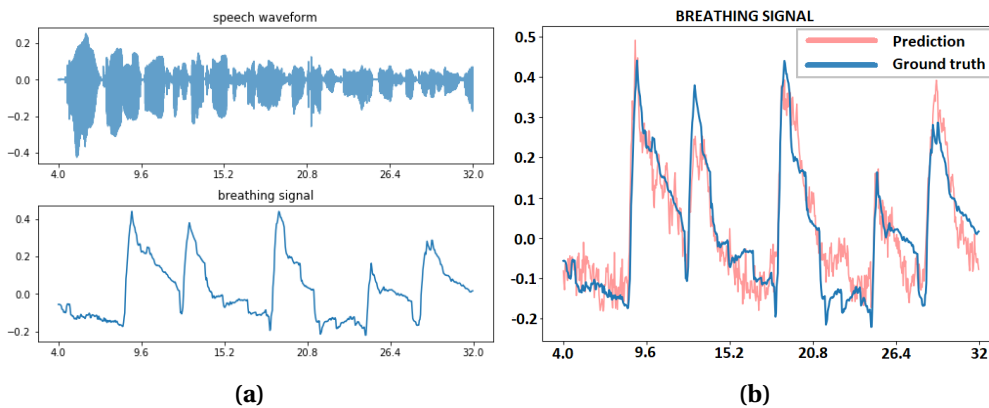 speech waveform
0.2
0.0
−0.2
−0.4
4.0 9.6 15.2 20.8 26.4 32.0
breathing signal
0.4
0.2
0.0
−0.2
4.0 9.6 15.2 20.8 26.4 32.0
(a)
BREATHING SIGNAL
Prediction
Ground truth
0.5
0.4
0.3
0.2
0.1
0.0
-0.1
-0.2
4.0 9.6 15.2 20.8 26.4 32
(b)